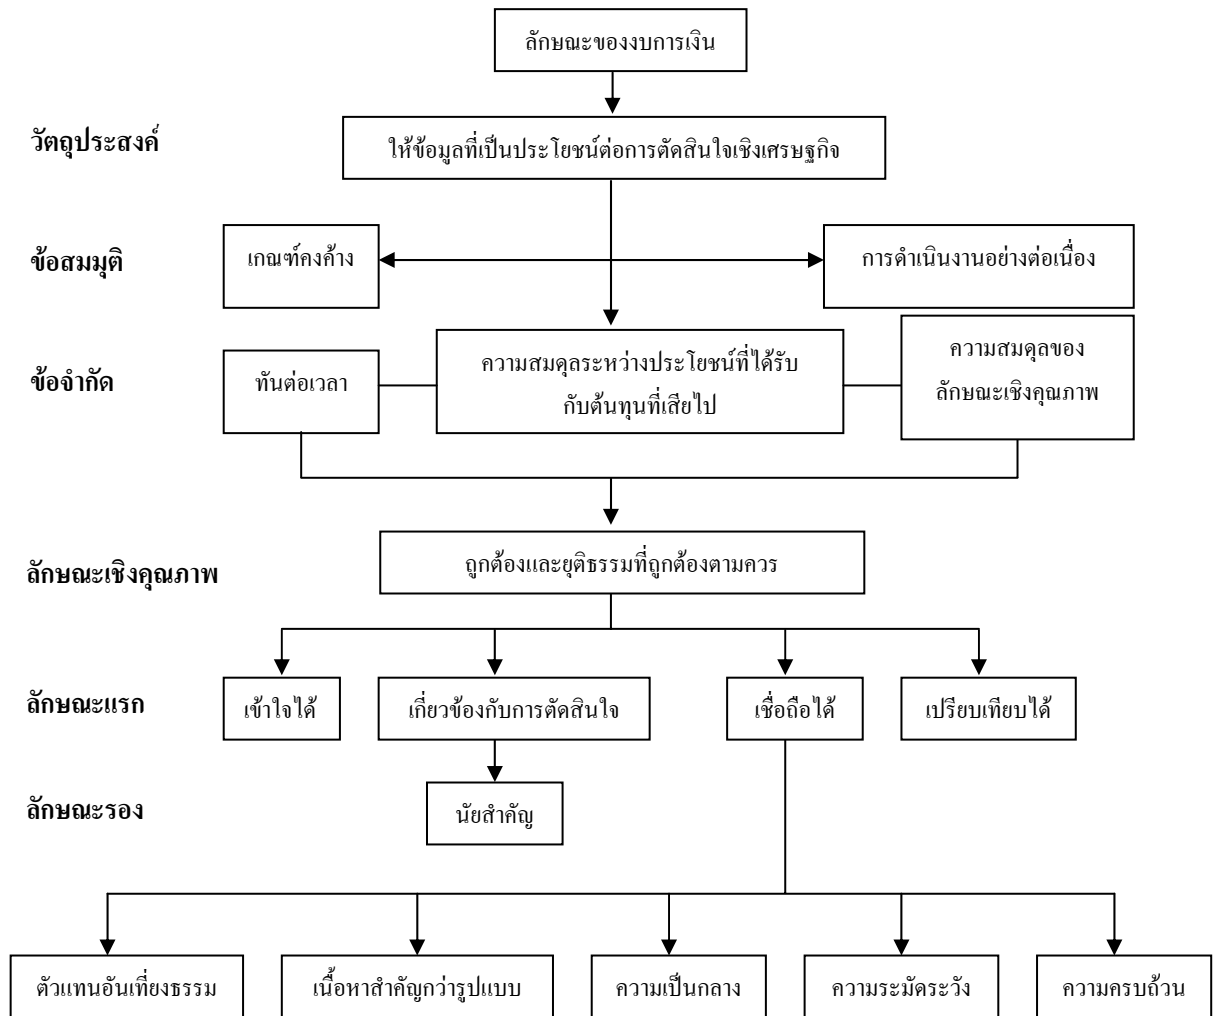 ลักษณะของงบการเงิน
วัตถุประสงค์
ให้ข้อมูลที่เป็นประโยชน์ต่อการตัดสินใจเชิงเศรษฐกิจ
ข้อสมมุติ
เกณฑ์คงค้าง
การดำเนินงานอย่างต่อเนื่อง
ข้อจำกัด
ทันต่อเวลา
ความสมดุลระหว่างประโยชน์ที่ได้รับ
กับต้นทุนที่เสียไป
ความสมดุลของ
ลักษณะเชิงคุณภาพ
ลักษณะเชิงคุณภาพ
ถูกต้องและยุติธรรมที่ถูกต้องตามควร
ลักษณะแรก
เข้าใจได้
เกี่ยวข้องกับการตัดสินใจ
เชื่อถือได้
เปรียบเทียบได้
ลักษณะรอง
นัยสำคัญ
ตัวแทนอันเที่ยงธรรม
เนื้อหาสำคัญกว่ารูปแบบ
ความเป็นกลาง
ความระมัดระวัง
ความครบถ้วน